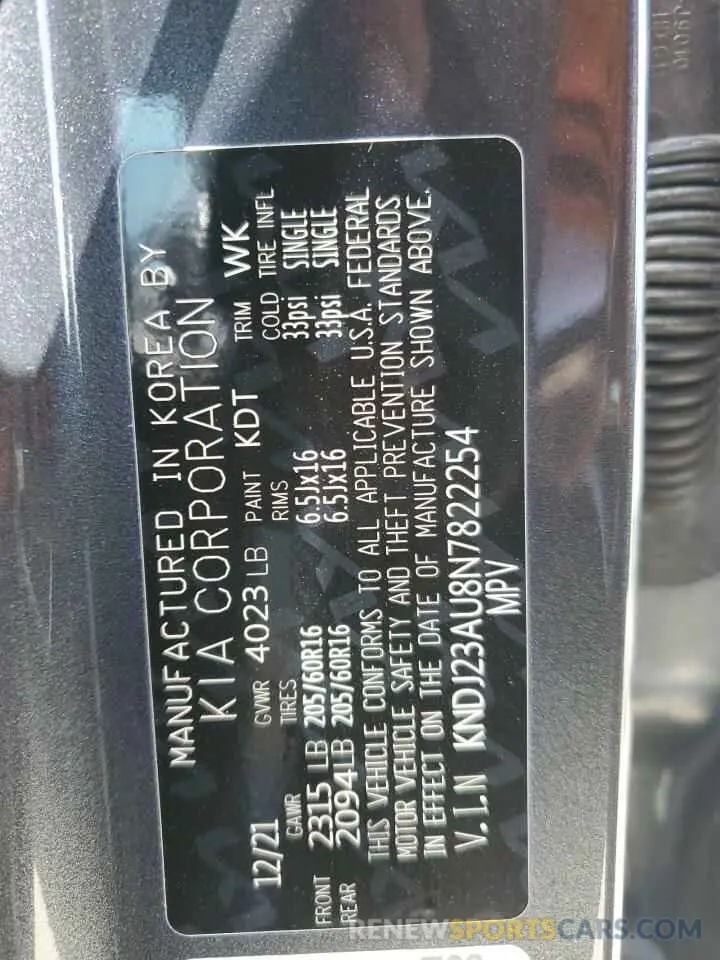 MANUFACTURED IN KOREA BY
KIA CORPORATION
12/21 GVWR 4023 LB PAINT KDT TRIM WK
GAWR TIRES RIMS COLD TIRE INFL
FRONT 2315 LB 205/60R16 6.5Jx16 33psi SINGLE
REAR 2094LB 205/60R16 6.5Jx16 33psi SINGLE
THIS VEHICLE CONFORMS TO ALL APPLICABLE U.S.A. FEDERAL
MOTOR VEHICLE SAFETY AND THEFT PREVENTION STANDARDS
IN EFFECT ON THE DATE OF MANUFACTURE SHOWN ABOVE.
V.I.N KNDJ23AU8N7822254
MPV
RENEWSPORTSCARS.COM